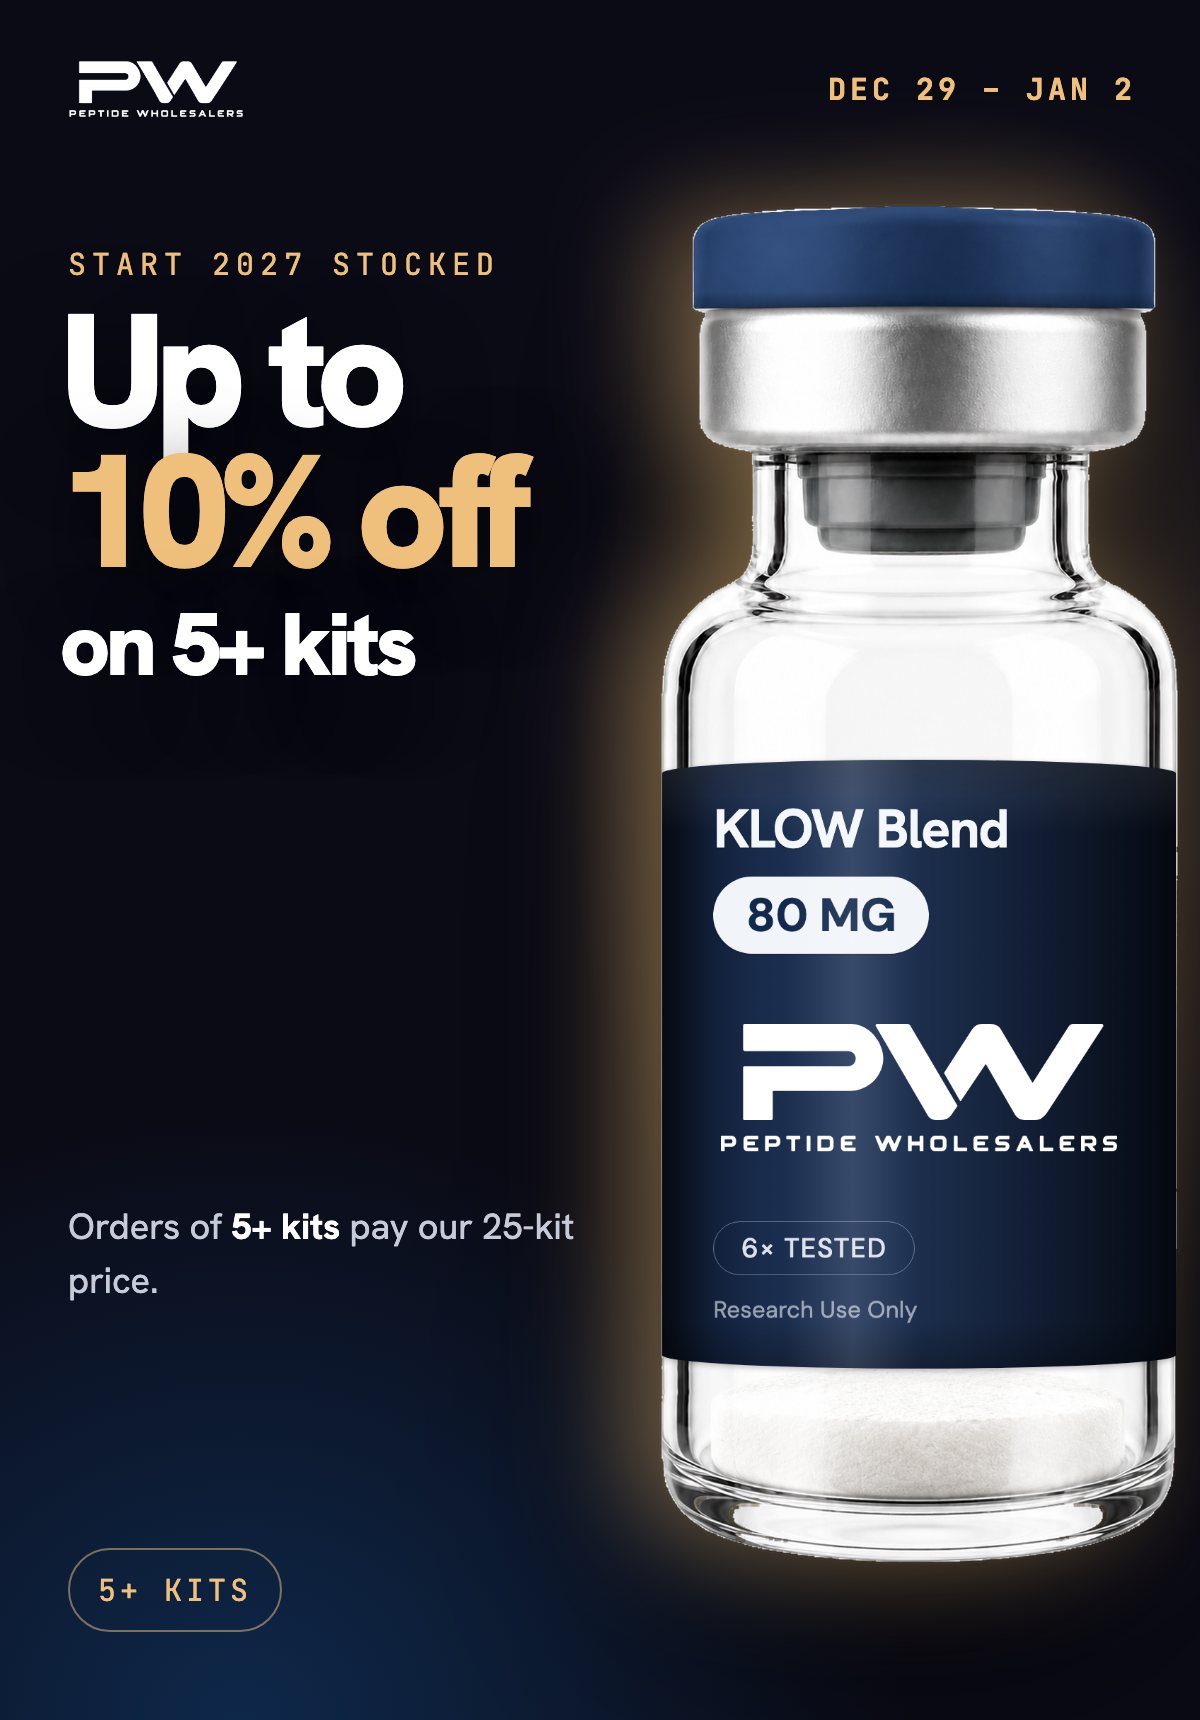 PW
PEPTIDE WHOLESALERS
DEC 29 – JAN 2
START 2027 STOCKED
Up to
10% off
on 5+ kits
KLOW Blend
80 MG
PW
PEPTIDE WHOLESALERS
6× TESTED
Research Use Only
Orders of 5+ kits pay our 25-kit
price.
5+ KITS